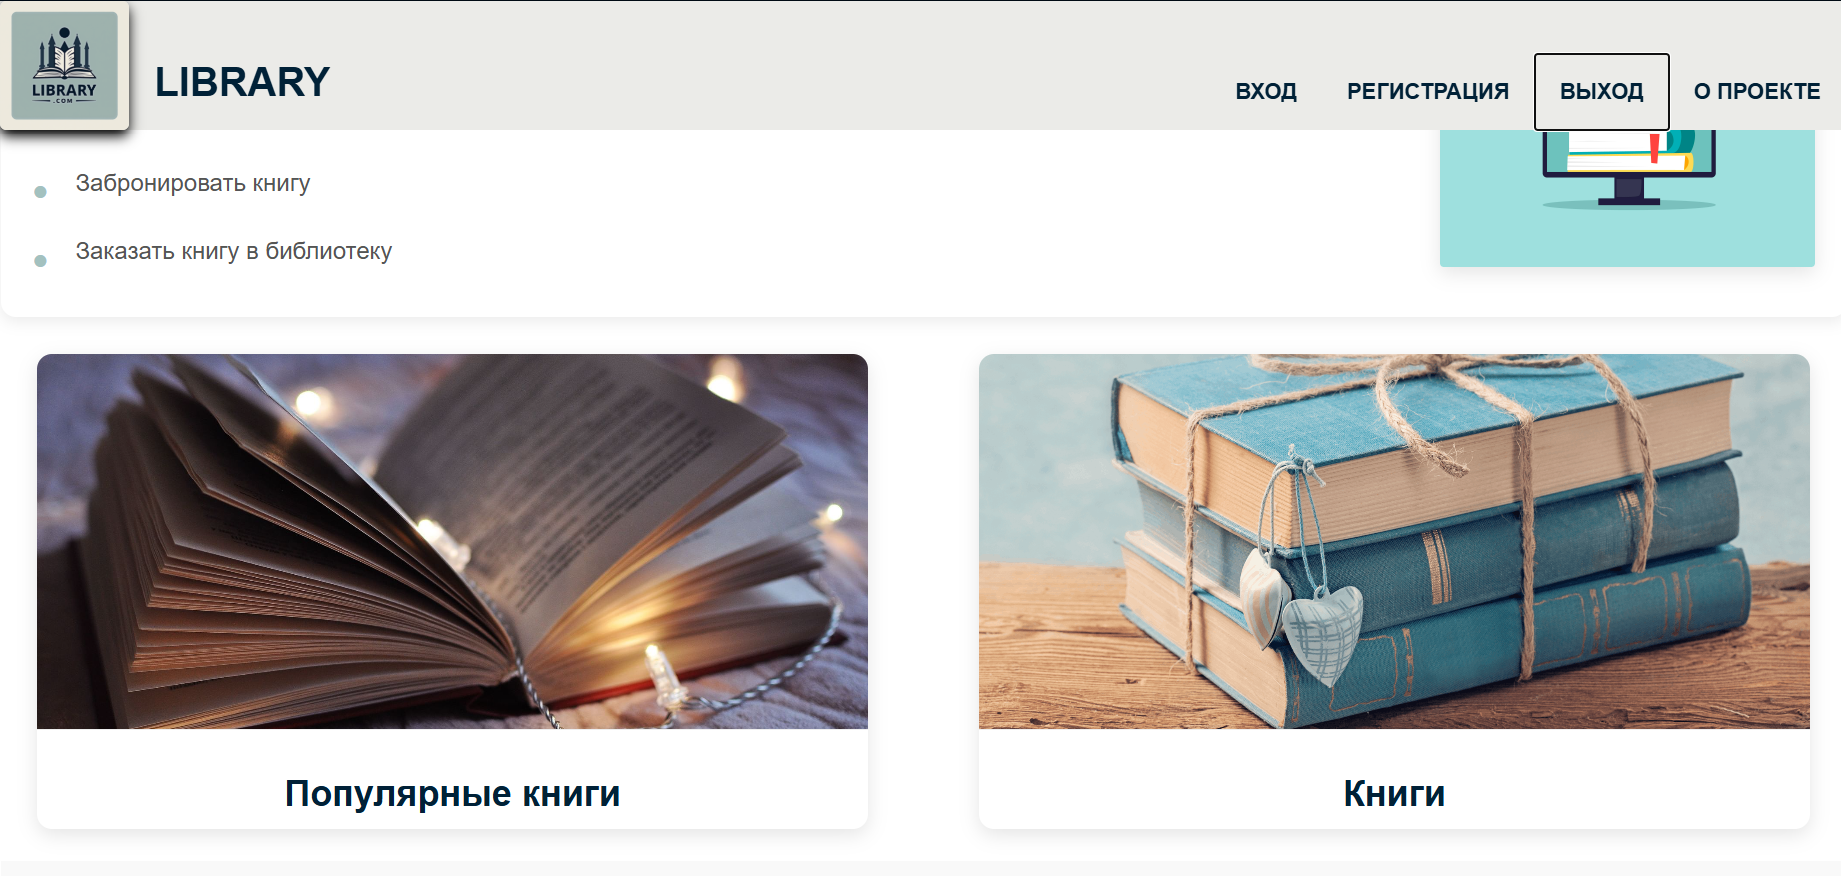 LIBRARY
.COM
LIBRARY
ВХОД
РЕГИСТРАЦИЯ
ВЫХОД
О ПРОЕКТЕ
Забронировать книгу
Заказать книгу в библиотеку
Популярные книги
Книги